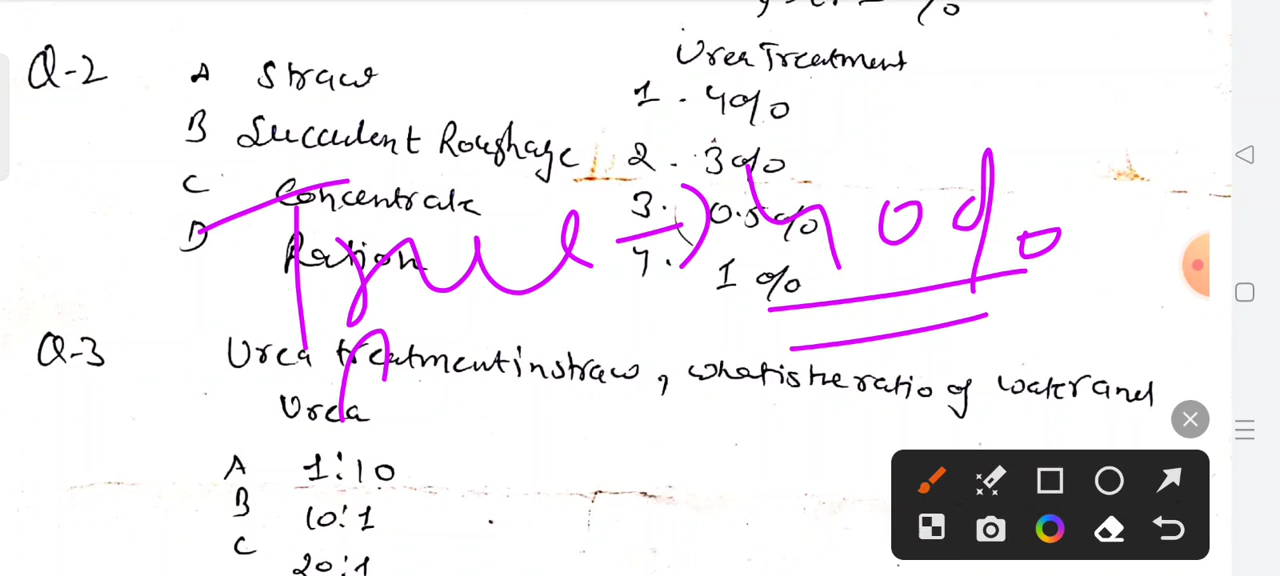 Q-2 A Straw
B Succulent Roughage
C Concentrate
D Ration
Urea Treatment
1. 4%
2. 3%
3. 0.5%
4. 1%
Q-3 Urea treatment in straw, what is the ratio of water and
Urea
A 1:10
B 10:1
C 20:1